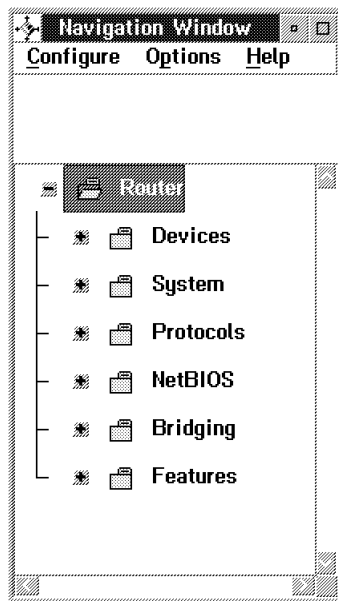 Navigation Window
Configure Options Help
Router
Devices
System
Protocols
NetBIOS
Bridging
Features